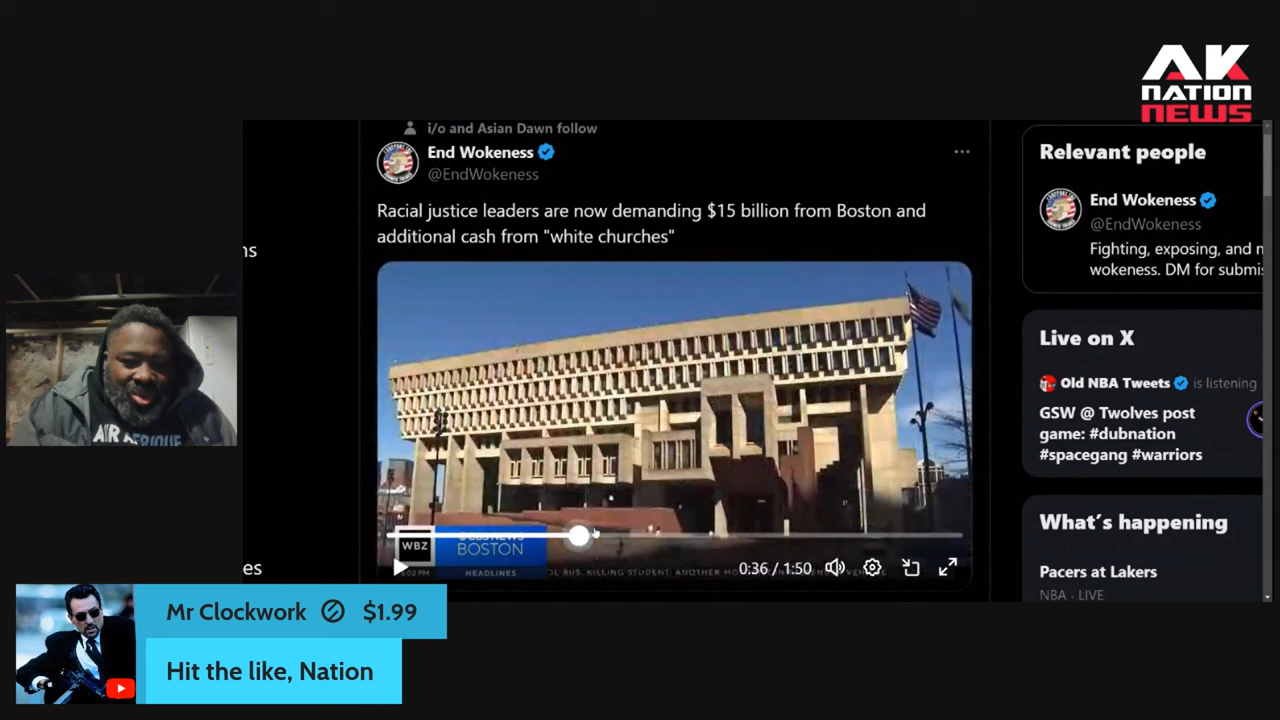 AK
NATION
NEWS
i/o and Asian Dawn follow
End Wokeness
@EndWokeness
Racial justice leaders are now demanding $15 billion from Boston and
additional cash from "white churches"
WBZ
BOSTON
HEADLINES
KILLING STUDENT, ANOTHER
0:36 / 1:50
Relevant people
End Wokeness
@EndWokeness
Fighting, exposing, and
wokeness. DM for
Live on X
Old NBA Tweets is listening
GSW @ Twolves post
game: #dubnation
#spacegang #warriors
What's happening
Pacers at Lakers
NBA · LIVE
Mr Clockwork $1.99
Hit the like, Nation